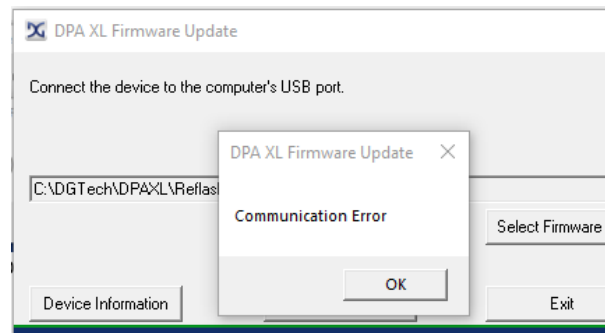 DPA XL Firmware Update
Connect the device to the computer's USB port.
DPA XL Firmware Update
C:\DGTech\DPAXL\Reflas
Communication Error
Select Firmware
OK
Device Information
Exit